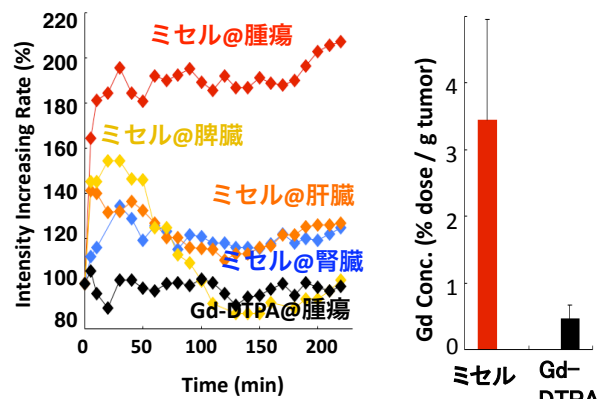 Intensity Increasing Rate (%)
220
200
180
160
140
120
100
80
ミセル@腫瘍
ミセル@脾臓
ミセル@肝臓
ミセル@腎臓
Gd-DTPA@腫瘍
0
50
100
150
200
Time (min)
Gd Conc. (% dose / g tumor)
4
3
2
1
0
ミセル
Gd-
DTPA